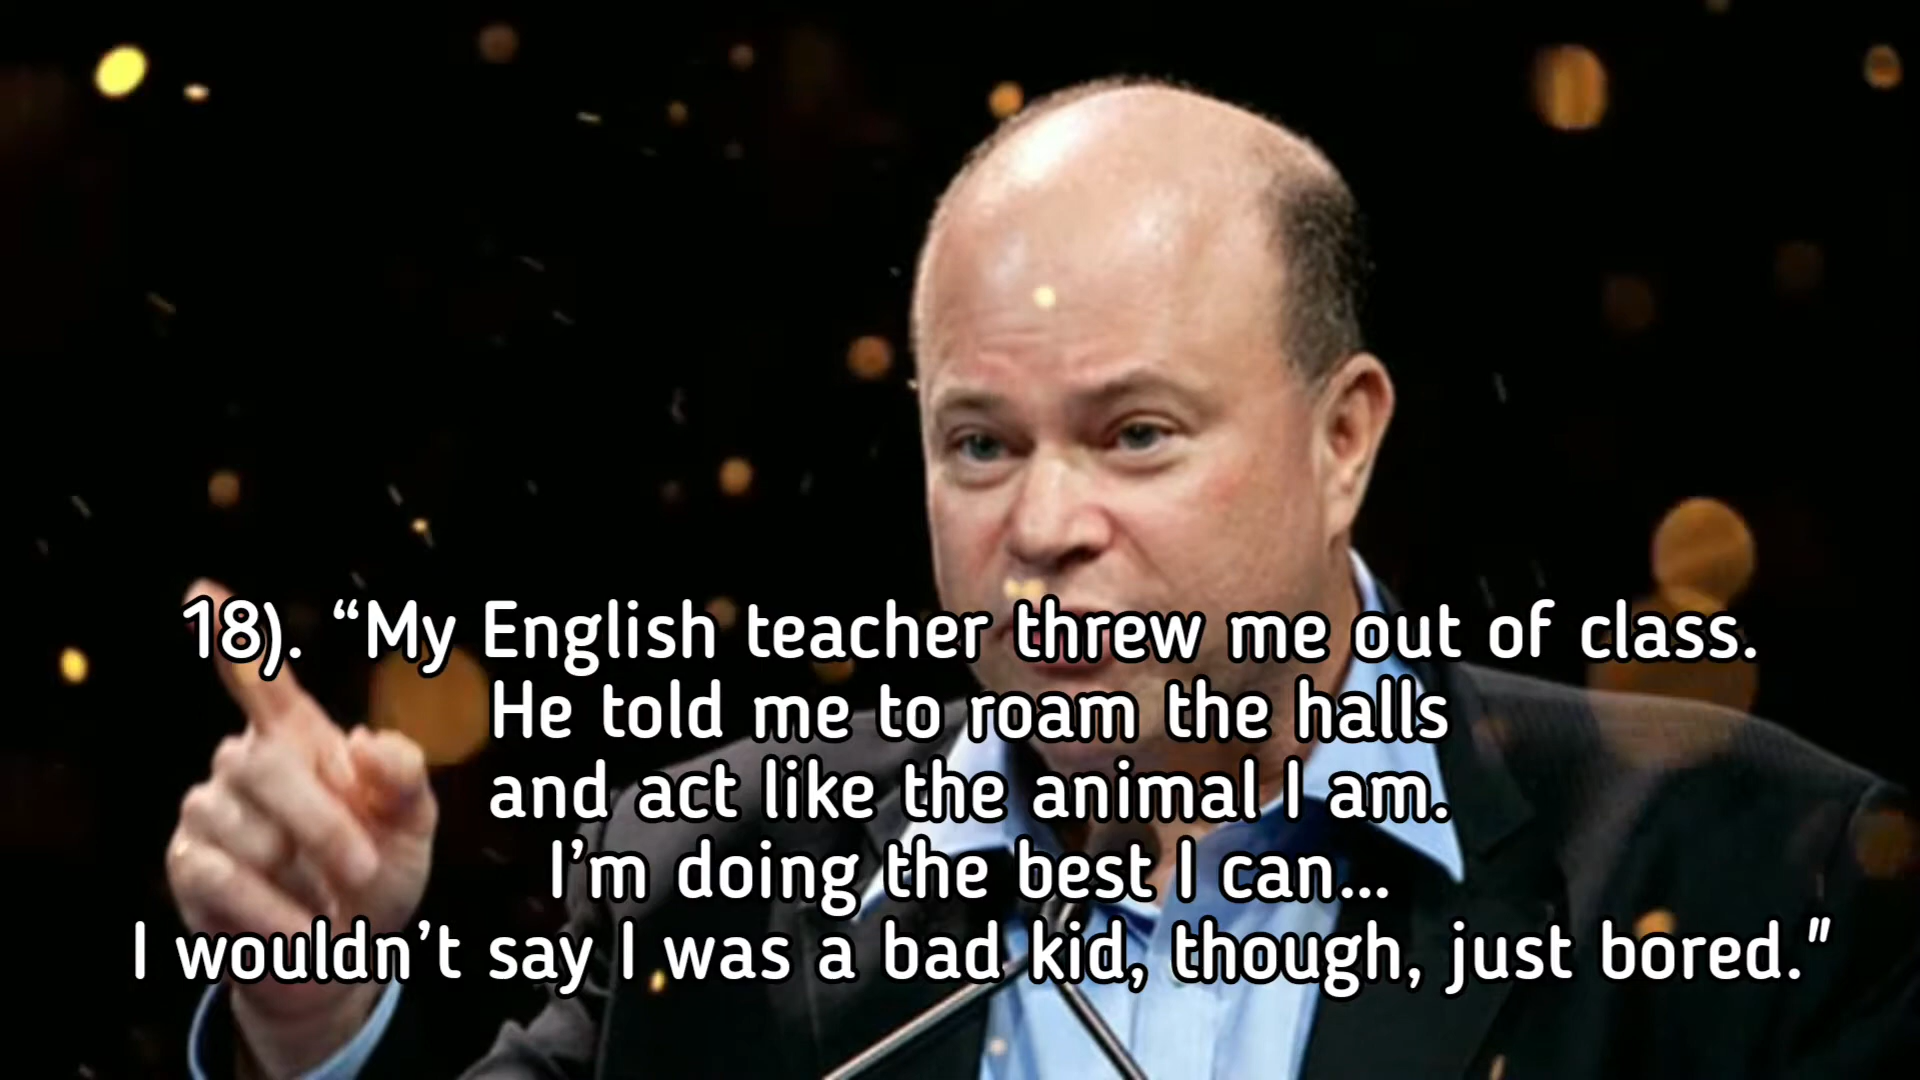 18). “My English teacher threw me out of class.
He told me to roam the halls
and act like the animal I am.
I’m doing the best I can...
I wouldn’t say I was a bad kid, though, just bored."